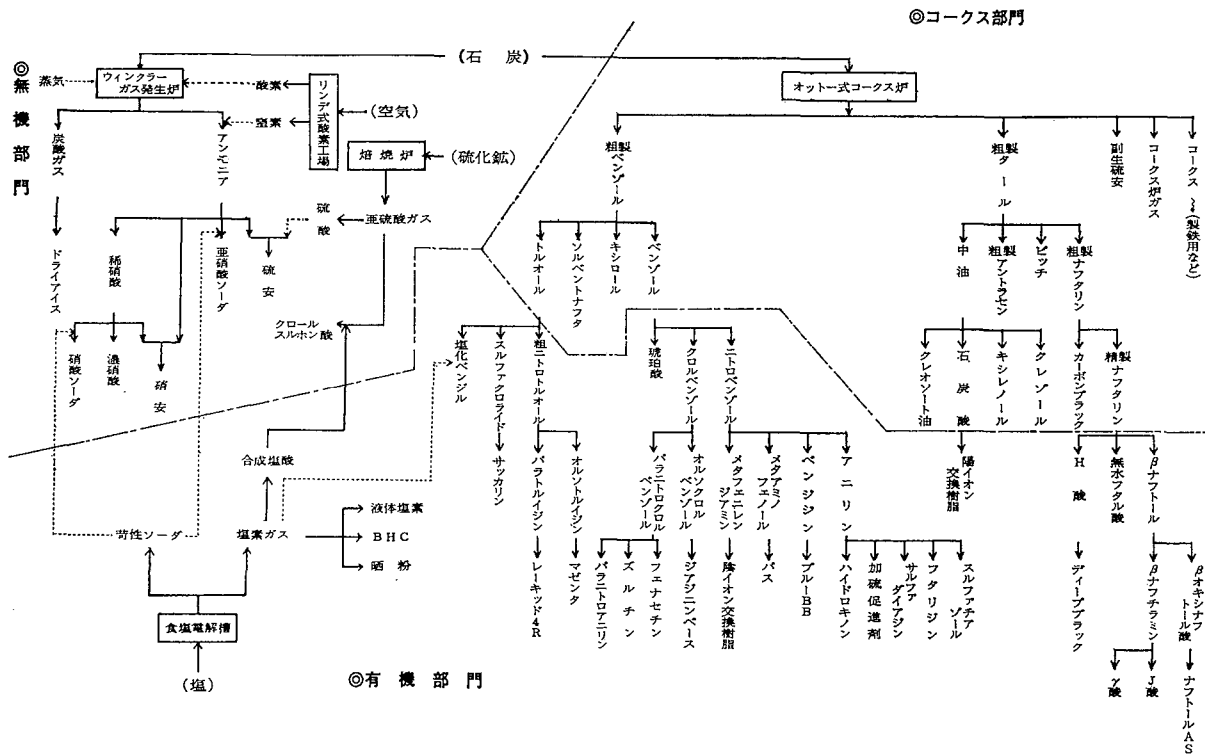 ◎コークス部門
(石炭)
◎無機部門
蒸気
ウィンクラー
ガス発生炉
酸素
窒素
リンデ式酸素工場
(空気)
オットー式コークス炉
炭酸ガス
アンモニア
焙焼炉
(硫化鉱)
粗製ベンゾール
粗製タール
副生硫安
コークス炉ガス
コークス
(製鉄用など)
硫酸
亜硫酸ガス
ドライアイス
稀硝酸
亜硝酸ソーダ
硫安
トルオール
ソルベントナフタ
キシロール
ベンゾール
中油
粗製アントラセン
ピッチ
粗製ナフタリン
クロール
スルホン酸
硝酸ソーダ
濃硝酸
硝安
塩化ベンジル
スルファクロライド
粗ニトロトルオール
琥珀酸
クロルベンゾール
ニトロベンゾール
クレオソート油
石炭酸
キシレノール
クレゾール
カーボンブラック
精製ナフタリン
合成塩酸
サッカリン
パラトルイジン
オルソトルイジン
パラニトロクロル
ベンゾール
オルソクロル
ベンゾール
メタフェニレン
ジアミン
メタアミノ
フェノール
ベンジジン
アニリン
陽イオン
交換樹脂
H酸
無水フタル酸
βナフトール
苛性ソーダ
塩素ガス
液体塩素
BHC
晒粉
レーキッド4R
マゼンタ
パラニトロアニリン
ズルチン
フェナセチン
ジアジニンベース
陰イオン交換樹脂
パス
ブルーBB
ハイドロキノン
加硫促進剤
サルファ
ダイアジン
フタリジン
スルファチア
ゾール
ディープブラック
βナフチラミン
βオキシナフ
トール酸
食塩電解槽
(塩)
◎有機部門
γ酸
J酸
ナフトールAS